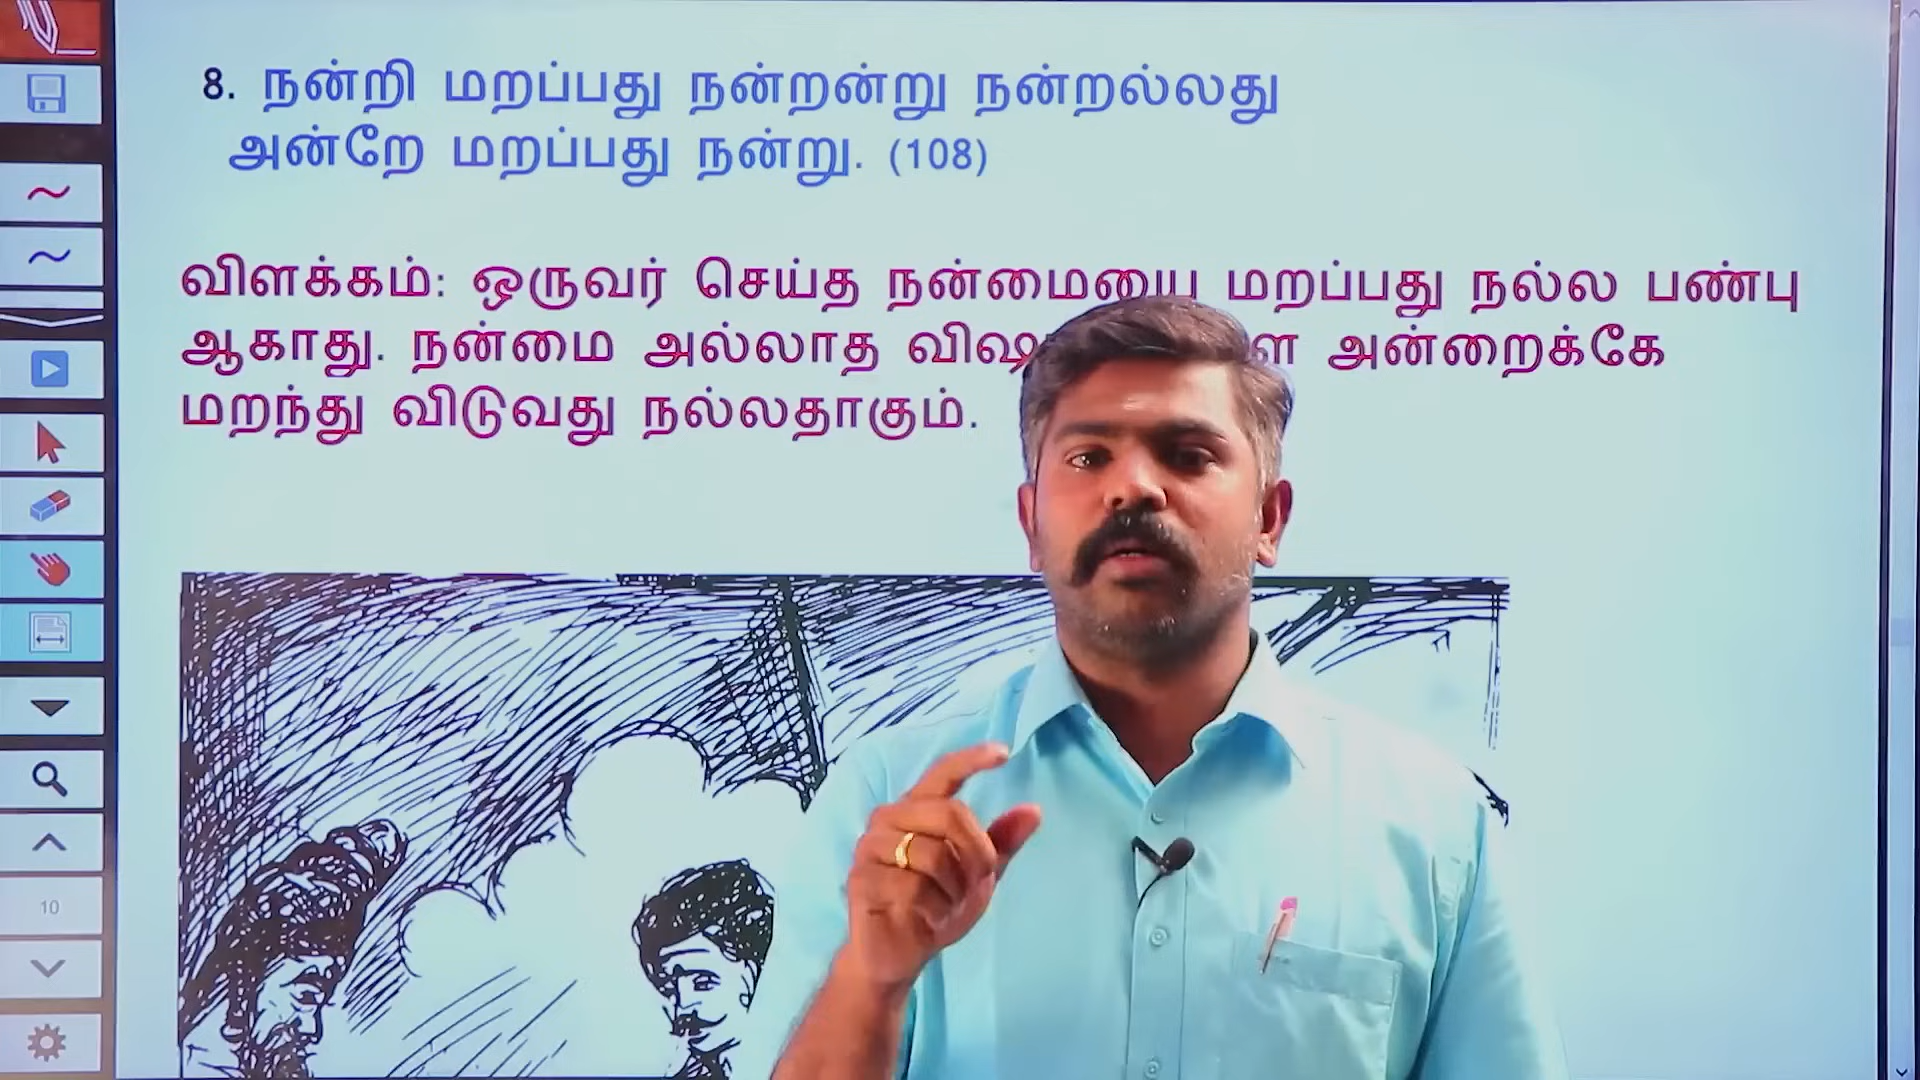 8. நன்றி மறப்பது நன்றன்று நன்றல்லது
அன்றே மறப்பது நன்று. (108)
விளக்கம்: ஒருவர் செய்த நன்மையை மறப்பது நல்ல பண்பு
ஆகாது. நன்மை அல்லாத அன்றைக்கே
மறந்து விடுவது நல்லதாகும்.
10